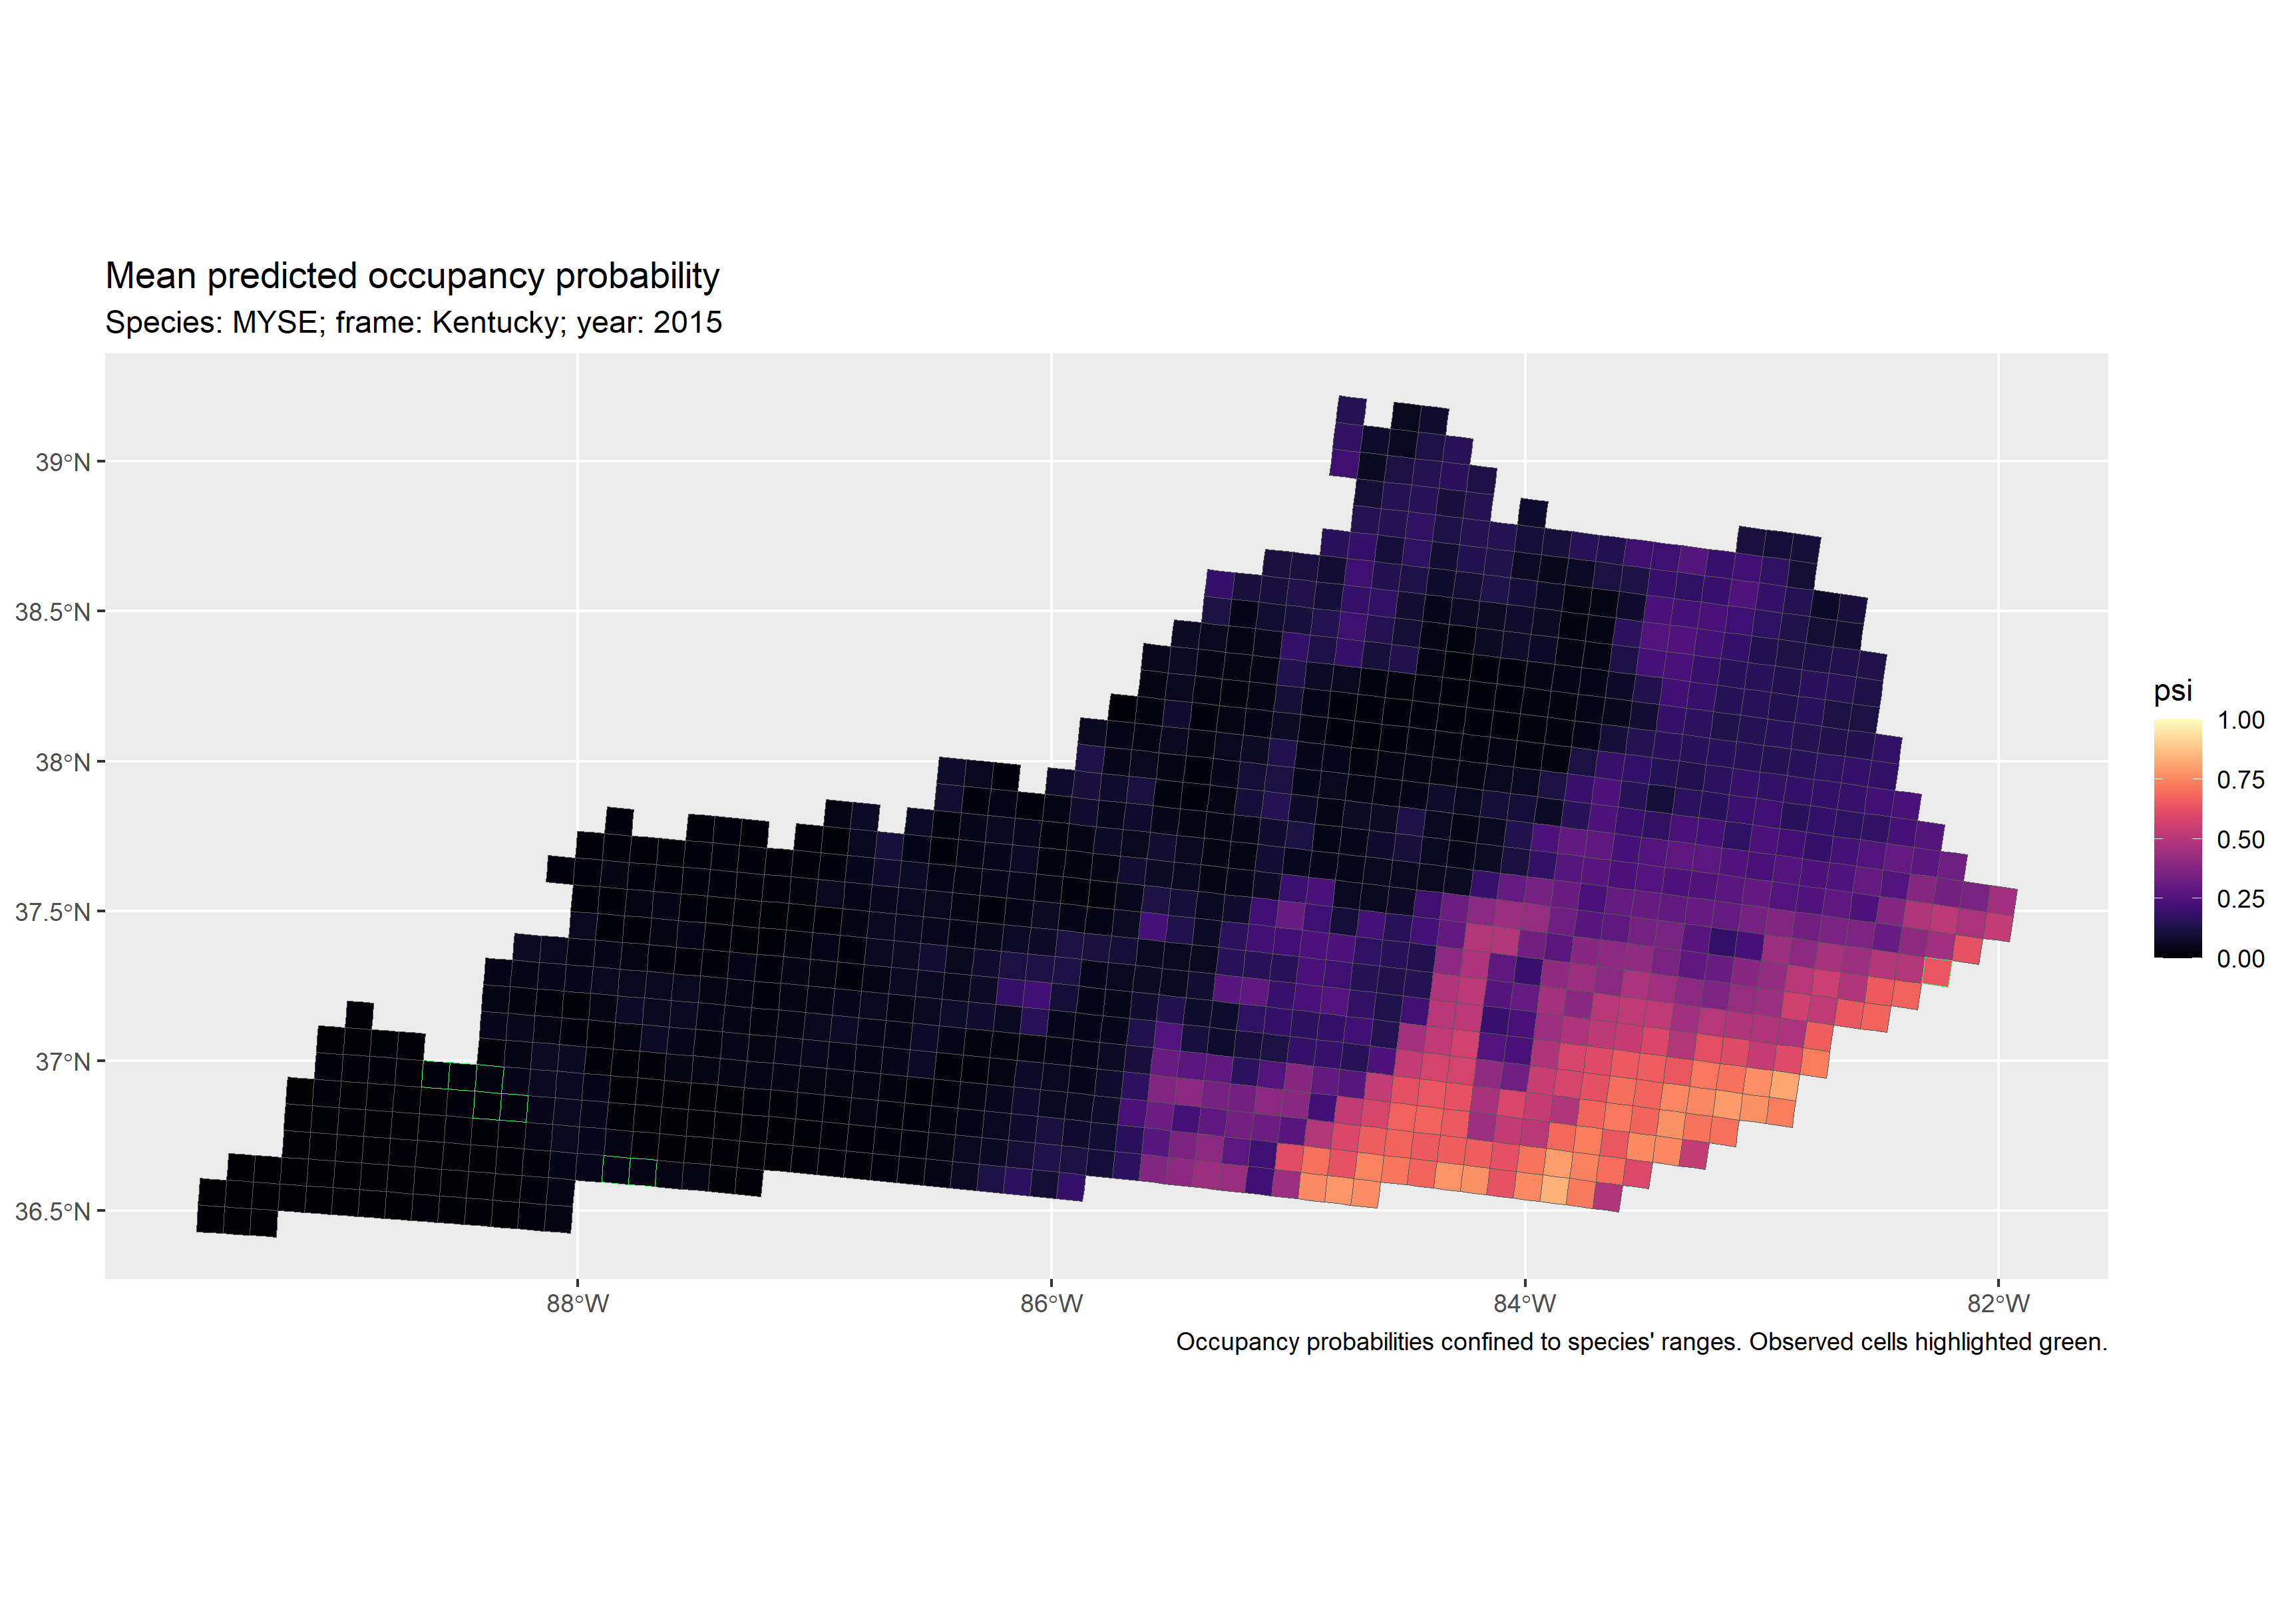 Mean predicted occupancy probability
Species: MYSE; frame: Kentucky; year: 2015
39°N
38.5°N
38°N
37.5°N
37°N
36.5°N
88°W
86°W
84°W
82°W
psi
1.00
0.75
0.50
0.25
0.00
Occupancy probabilities confined to species' ranges. Observed cells highlighted green.